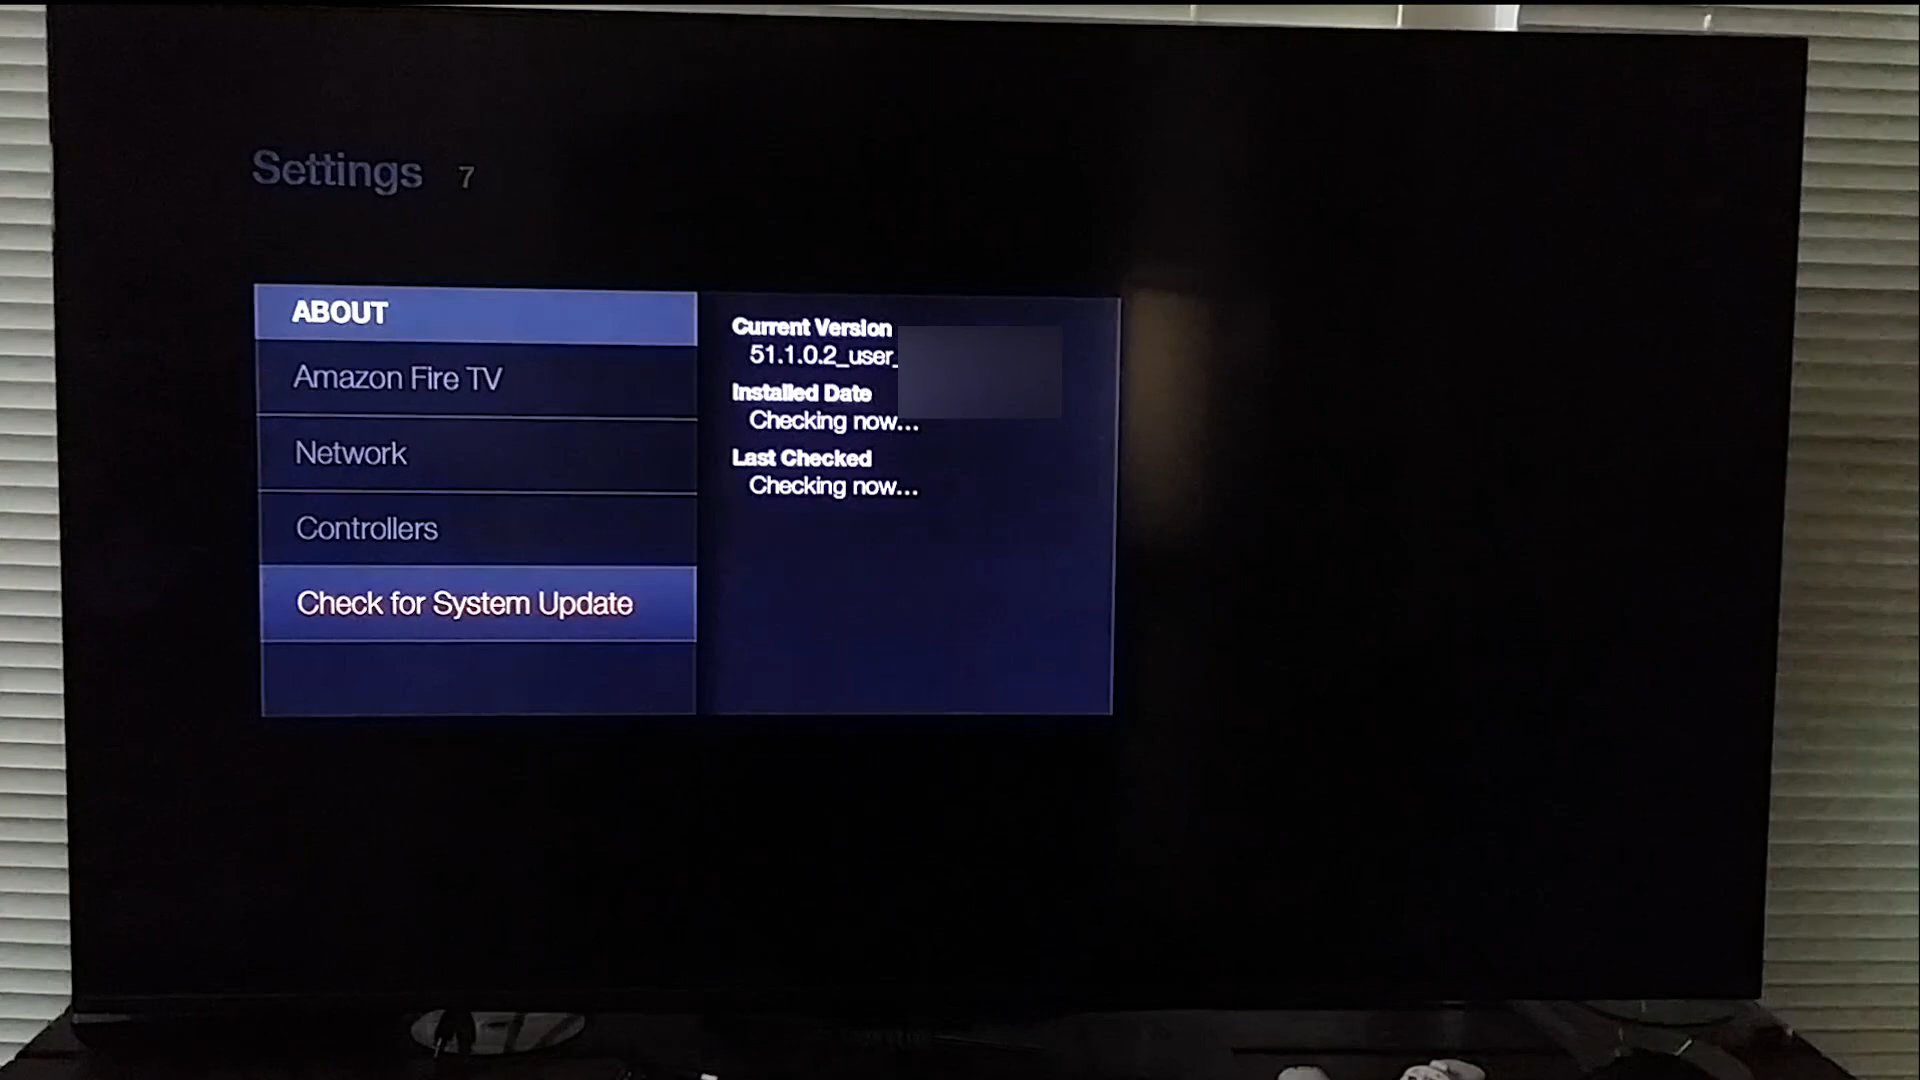 Settings 7
ABOUT
Amazon Fire TV
Network
Controllers
Check for System Update
Current Version
51.1.0.2_user_
Installed Date
Checking now...
Last Checked
Checking now...